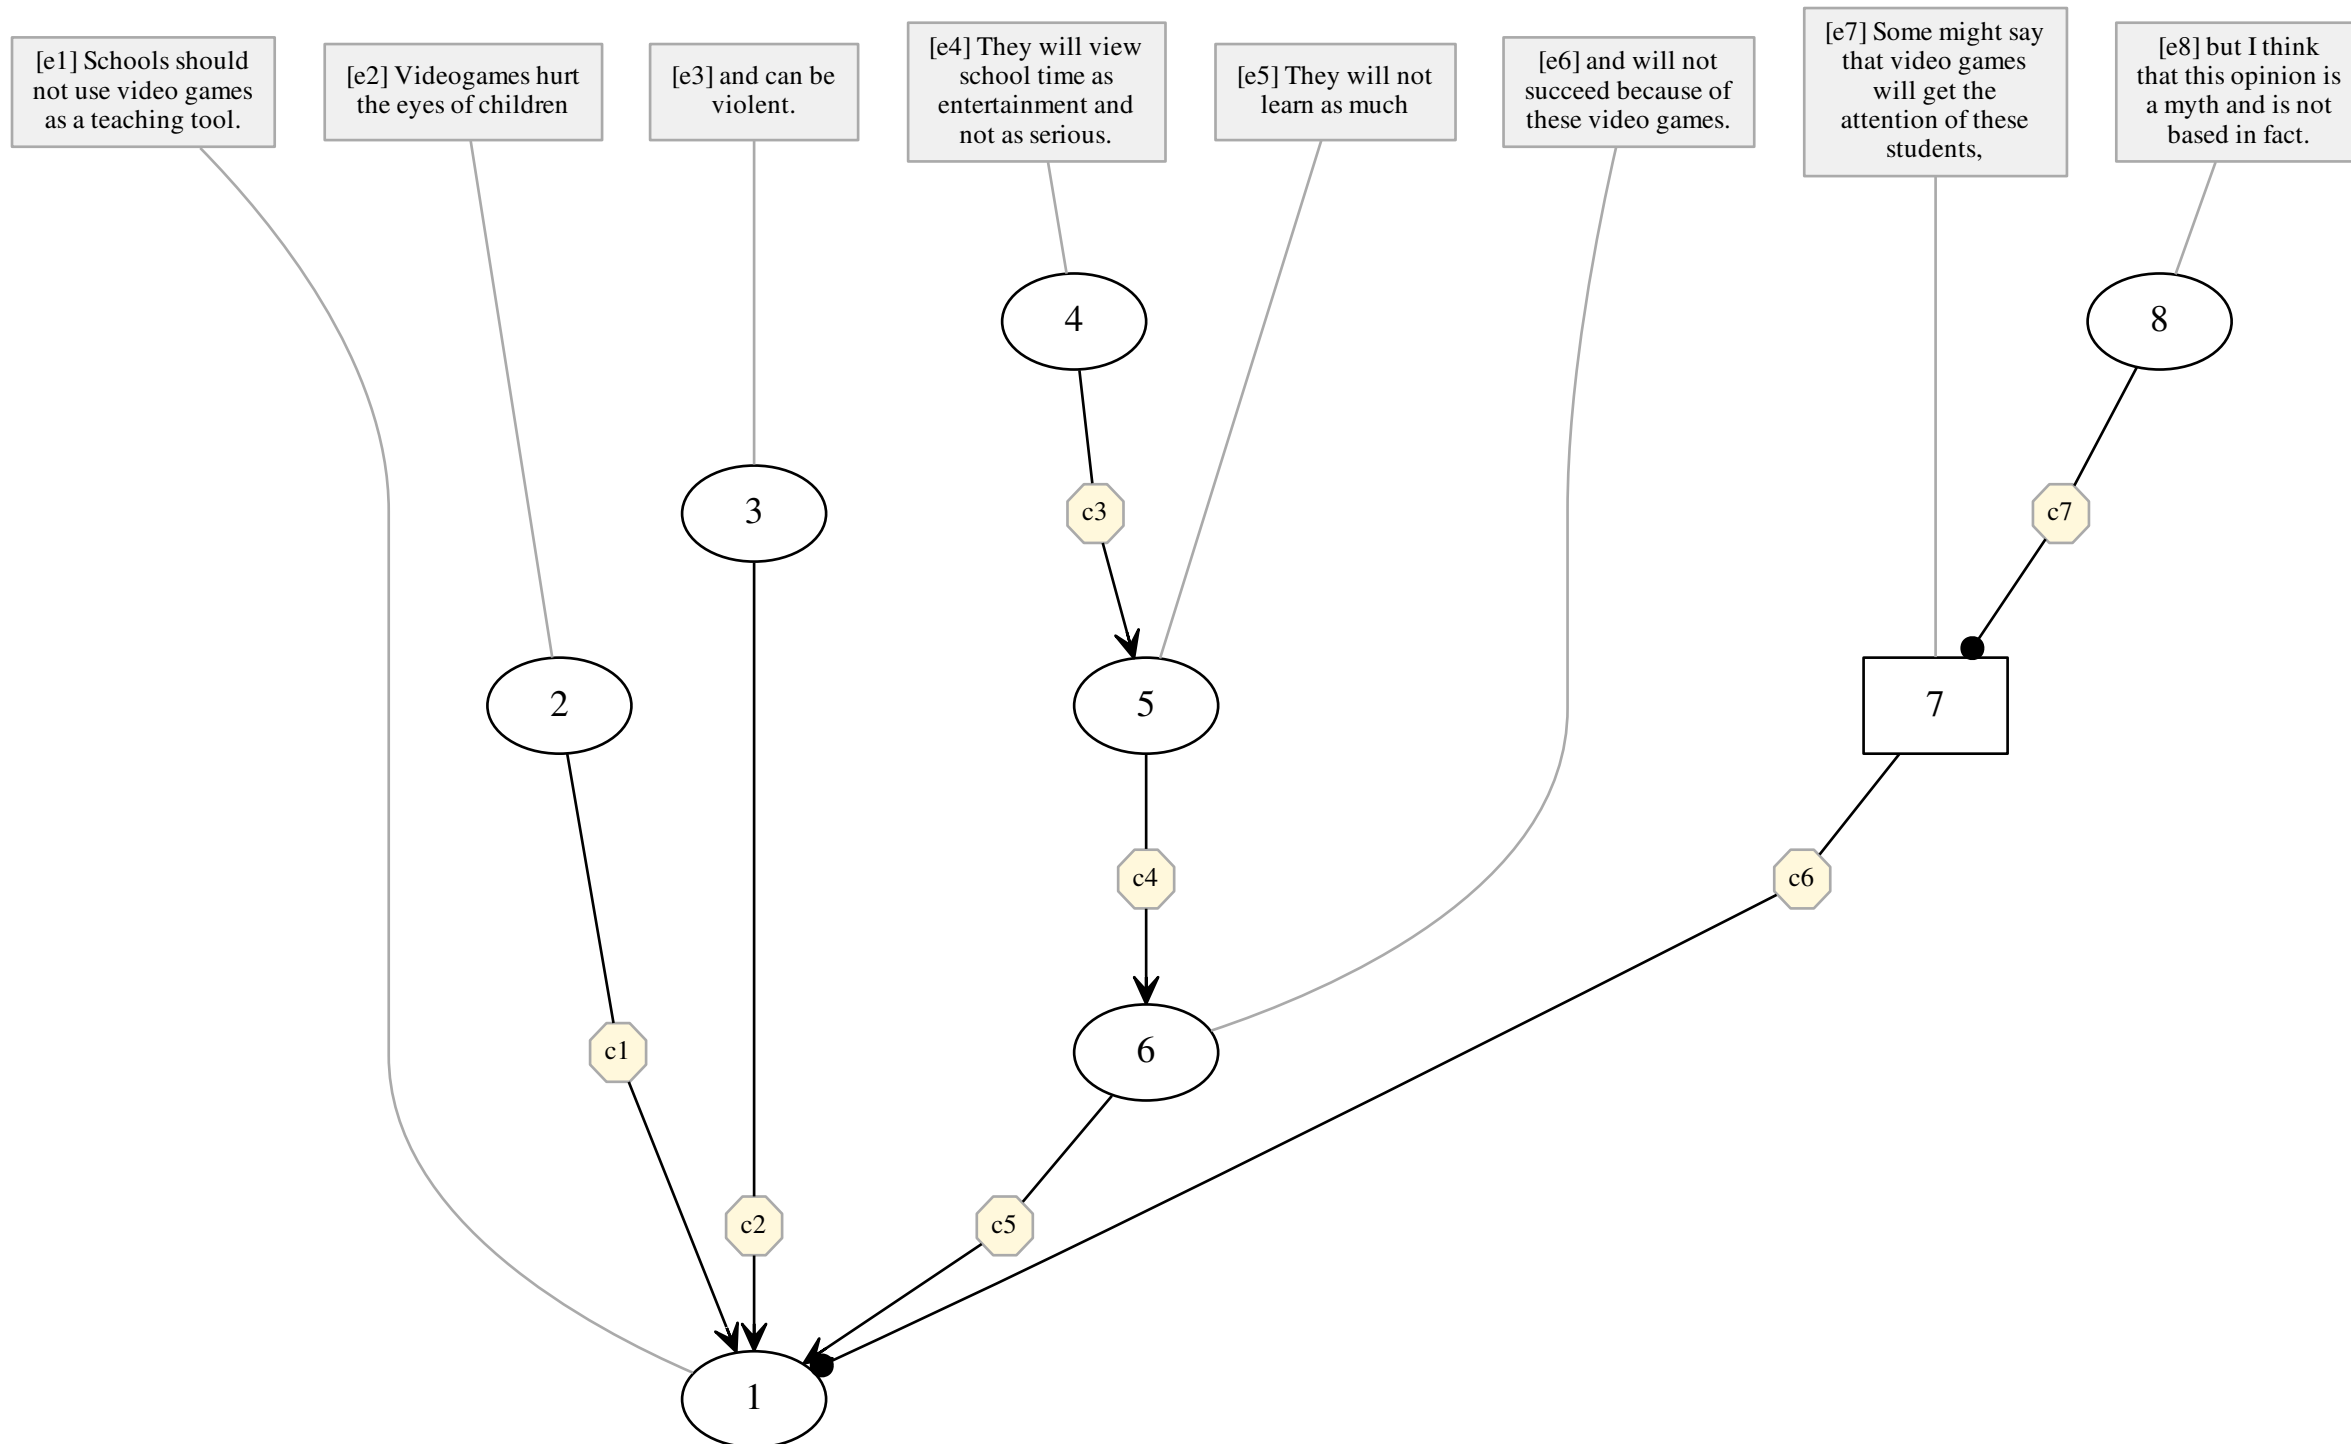 [e1] Schools should
not use video games
as a teaching tool.
[e2] Videogames hurt
the eyes of children
[e3] and can be
violent.
[e4] They will view
school time as
entertainment and
not as serious.
[e5] They will not
learn as much
[e6] and will not
succeed because of
these video games.
[e7] Some might say
that video games
will get the
attention of these
students,
[e8] but I think
that this opinion is
a myth and is not
based in fact.
4
8
3
c3
c7
2
5
7
c4
c6
c1
6
c2
c5
1